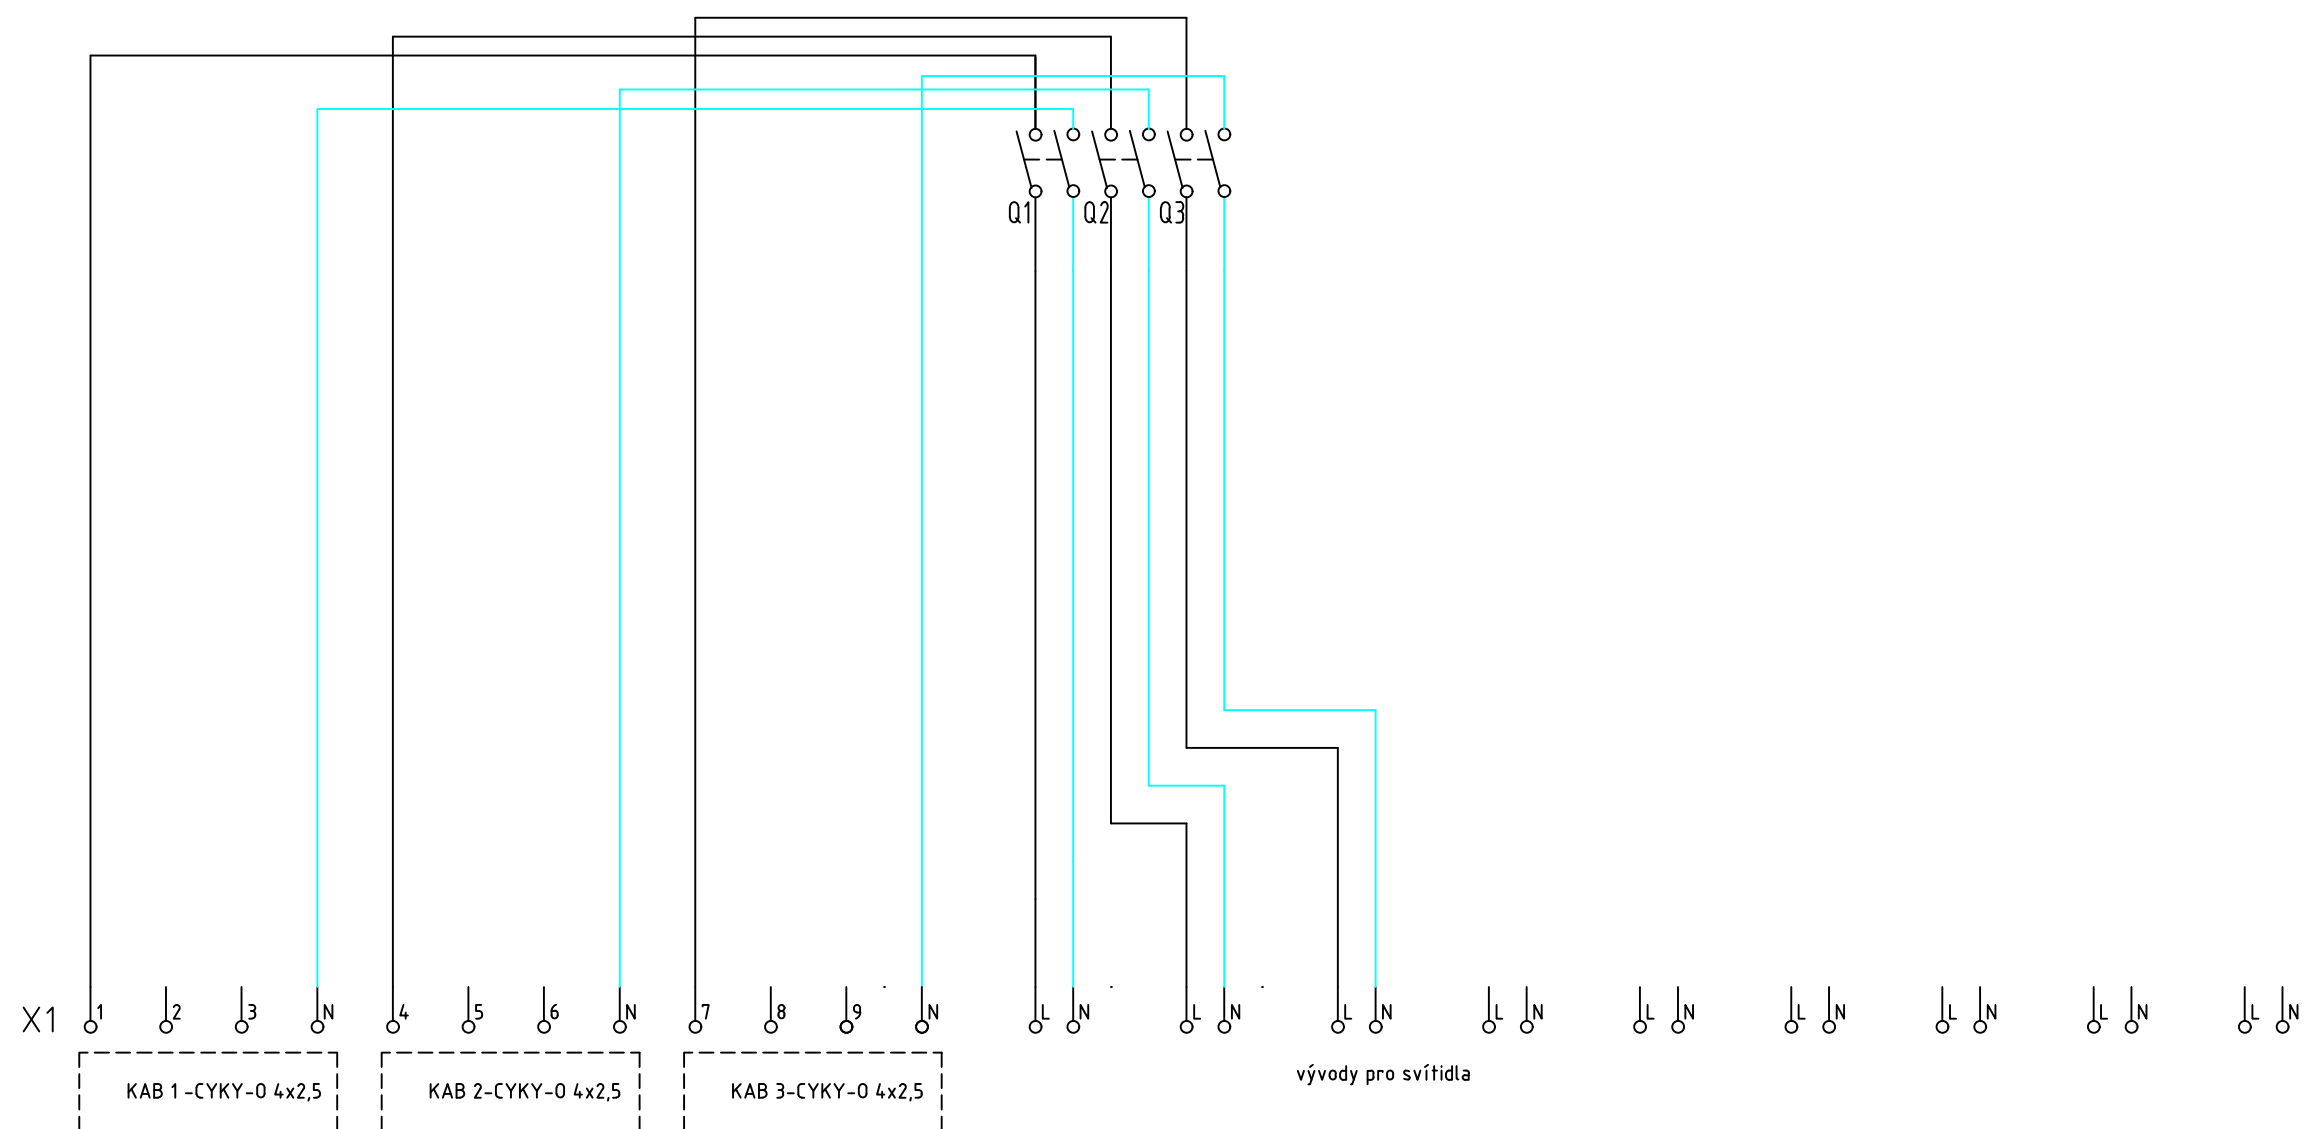 Q1 Q2 Q3
X1 1 2 3 N 4 5 6 N 7 8 9 N L N L N L N L N L N L N L N L N L N
vývody pro svítidla
KAB 1-CYKY-O 4x2,5 KAB 2-CYKY-O 4x2,5 KAB 3-CYKY-O 4x2,5